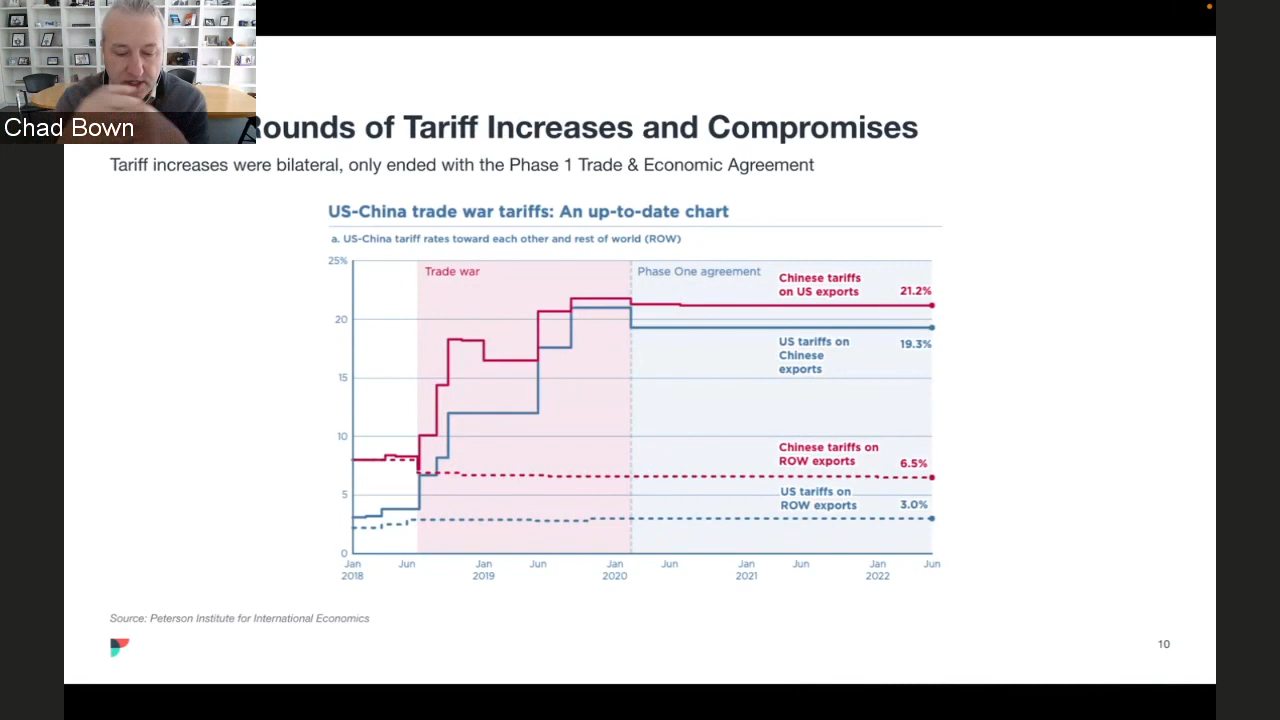 Chad Bown
Rounds of Tariff Increases and Compromises
Tariff increases were bilateral, only ended with the Phase 1 Trade & Economic Agreement
US-China trade war tariffs: An up-to-date chart
a. US-China tariff rates toward each other and rest of world (ROW)
25%
20
15
10
5
0
Trade war
Phase One agreement
Chinese tariffs
on US exports
21.2%
US tariffs on
Chinese
exports
19.3%
Chinese tariffs on
ROW exports
6.5%
US tariffs on
ROW exports
3.0%
Jan
2018
Jun
Jan
2019
Jun
Jan
2020
Jun
Jan
2021
Jun
Jan
2022
Jun
Source: Peterson Institute for International Economics
10